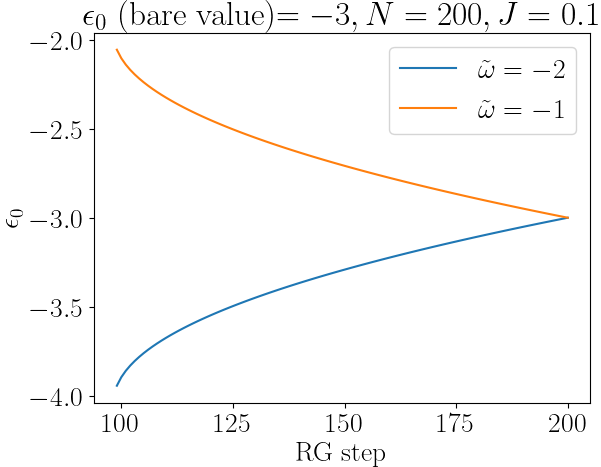 ϵ₀ (bare value)= −3, N = 200, J = 0.1
ω̃ = −2
ω̃ = −1
ϵ₀
−2.0
−2.5
−3.0
−3.5
−4.0
100 125 150 175 200
RG step